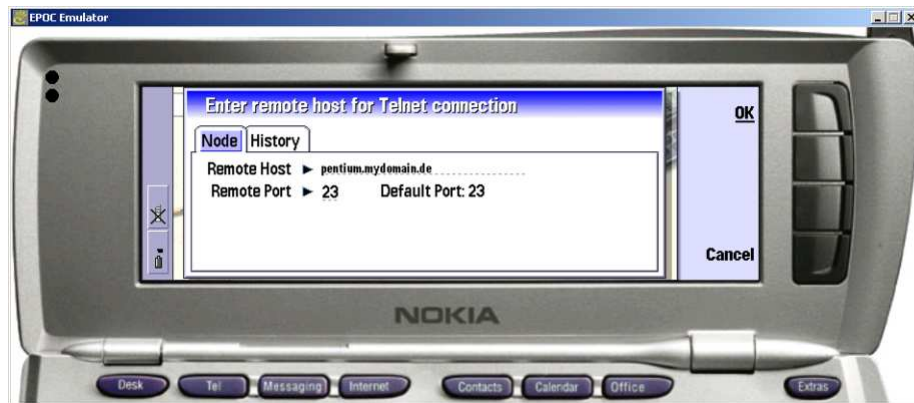 EPOC Emulator
Enter remote host for Telnet connection
OK
Node History
Remote Host ► pentium.mydomain.de
Remote Port ► 23 Default Port: 23
Cancel
NOKIA
Desk Tel Messaging Internet Contacts Calendar Office Extras